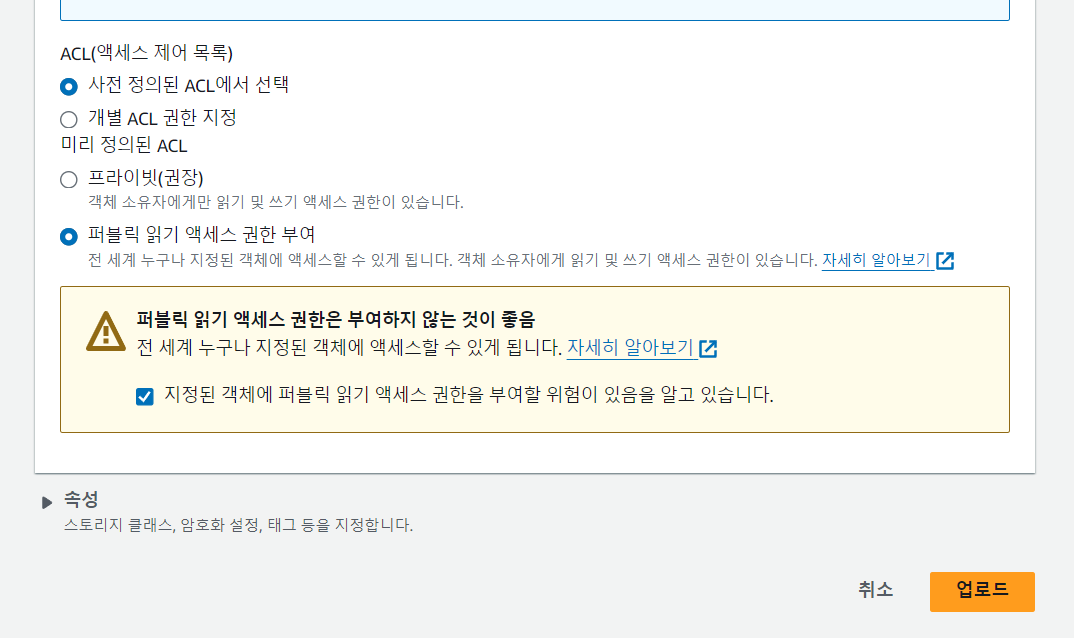 ACL(액세스 제어 목록)
사전 정의된 ACL에서 선택
개별 ACL 권한 지정
미리 정의된 ACL
프라이빗(권장)
객체 소유자에게만 읽기 및 쓰기 액세스 권한이 있습니다.
퍼블릭 읽기 액세스 권한 부여
전 세계 누구나 지정된 객체에 액세스할 수 있게 됩니다. 객체 소유자에게 읽기 및 쓰기 액세스 권한이 있습니다. 자세히 알아보기
퍼블릭 읽기 액세스 권한은 부여하지 않는 것이 좋음
전 세계 누구나 지정된 객체에 액세스할 수 있게 됩니다. 자세히 알아보기
지정된 객체에 퍼블릭 읽기 액세스 권한을 부여할 위험이 있음을 알고 있습니다.
속성
스토리지 클래스, 암호화 설정, 태그 등을 지정합니다.
취소 업로드